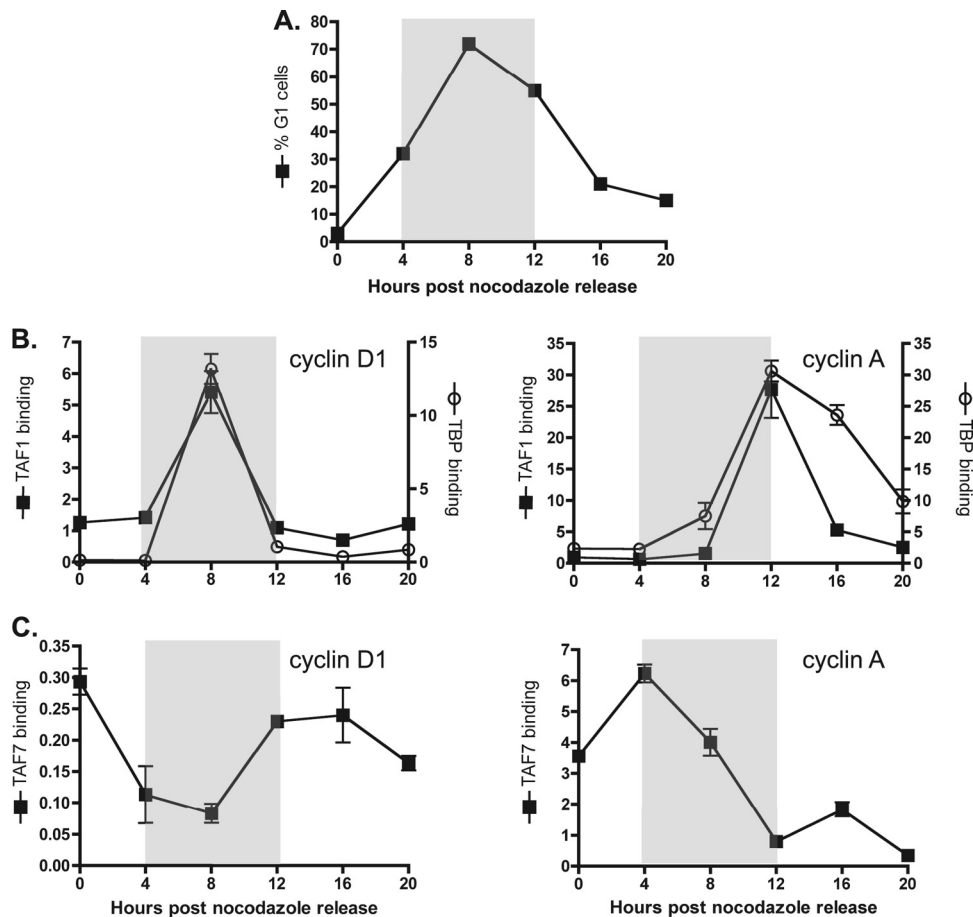 A.
% G1 cells
80
70
60
50
40
30
20
10
0
0 4 8 12 16 20
Hours post nocodazole release
B.
cyclin D1
TAF1 binding
7
6
5
4
3
2
1
0
15
10
5
0
TBP binding
0 4 8 12 16 20
cyclin A
TAF1 binding
35
30
25
20
15
10
5
0
35
30
25
20
15
10
5
0
TBP binding
0 4 8 12 16 20
C.
cyclin D1
TAF7 binding
0.35
0.30
0.25
0.20
0.15
0.10
0.05
0.00
0 4 8 12 16 20
Hours post nocodazole release
cyclin A
TAF7 binding
7
6
5
4
3
2
1
0
0 4 8 12 16 20
Hours post nocodazole release